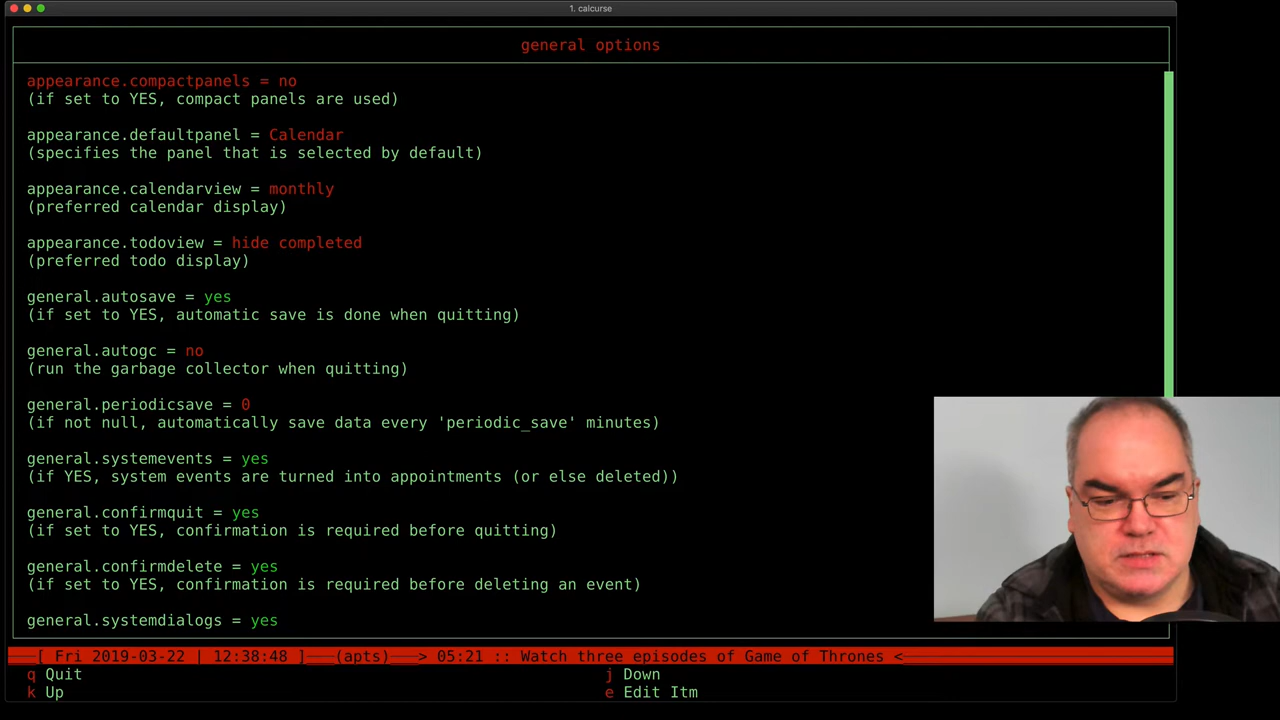 1. calcurse
general options
appearance.compactpanels = no
(if set to YES, compact panels are used)
appearance.defaultpanel = Calendar
(specifies the panel that is selected by default)
appearance.calendarview = monthly
(preferred calendar display)
appearance.todoview = hide completed
(preferred todo display)
general.autosave = yes
(if set to YES, automatic save is done when quitting)
general.autogc = no
(run the garbage collector when quitting)
general.periodicsave = 0
(if not null, automatically save data every 'periodic_save' minutes)
general.systemevents = yes
(if YES, system events are turned into appointments (or else deleted))
general.confirmquit = yes
(if set to YES, confirmation is required before quitting)
general.confirmdelete = yes
(if set to YES, confirmation is required before deleting an event)
general.systemdialogs = yes
[ Fri 2019-03-22 | 12:38:48 ] (apts) > 05:21 :: Watch three episodes of Game of Thrones <
q Quit j Down
k Up e Edit Itm